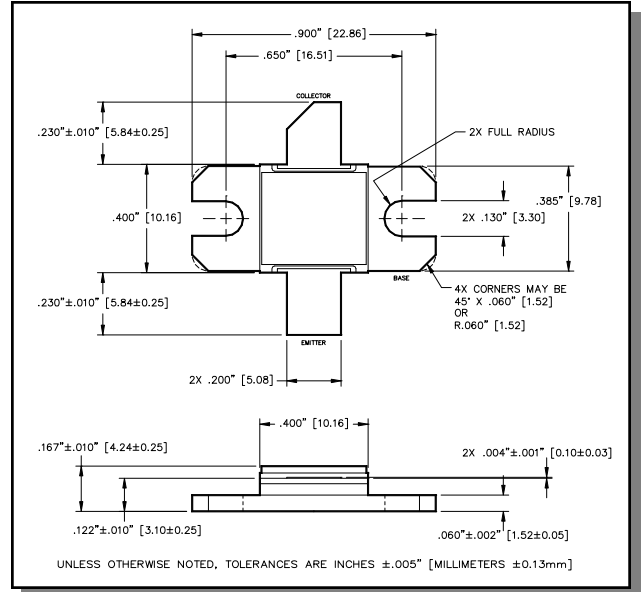 .900" [22.86]
.650" [16.51]
COLLECTOR
.230"±.010" [5.84±0.25]
2X FULL RADIUS
.400" [10.16]
.385" [9.78]
2X .130" [3.30]
BASE
.230"±.010" [5.84±0.25]
4X CORNERS MAY BE
45° X .060" [1.52]
OR
R.060" [1.52]
EMITTER
2X .200" [5.08]
.400" [10.16]
.167"±.010" [4.24±0.25]
2X .004"±.001" [0.10±0.03]
.122"±.010" [3.10±0.25]
.060"±.002" [1.52±0.05]
UNLESS OTHERWISE NOTED, TOLERANCES ARE INCHES ±.005" [MILLIMETERS ±0.13mm]